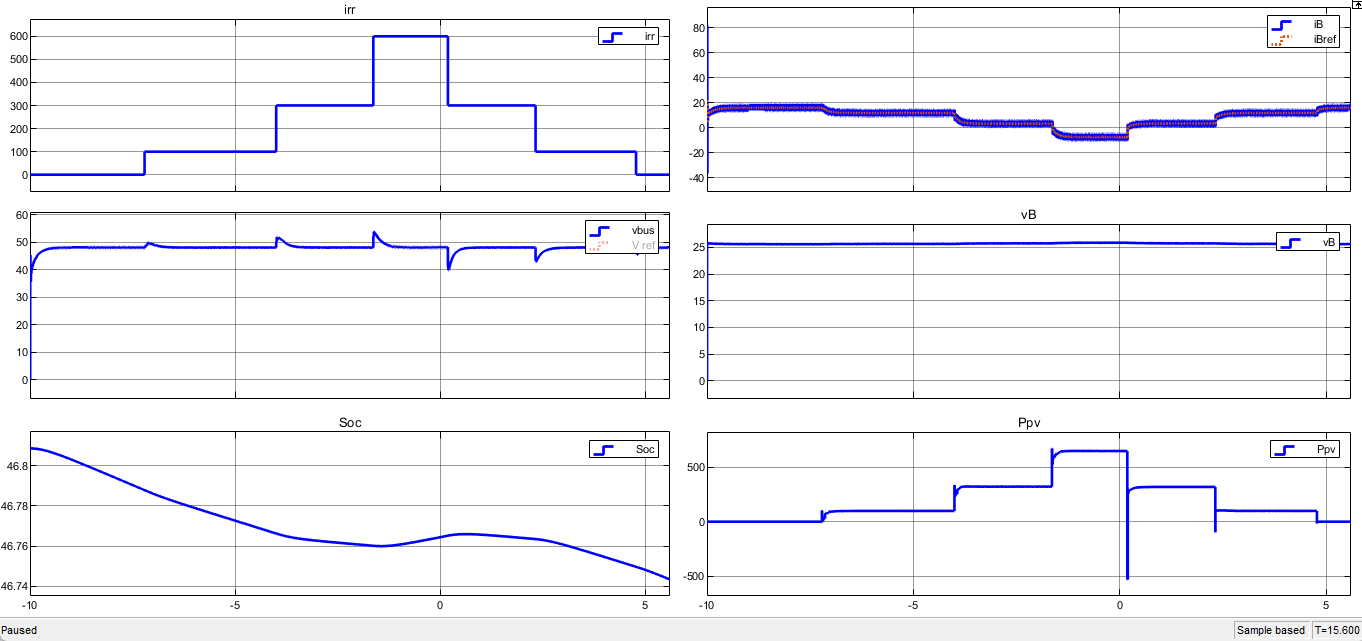 irr
600
500
400
300
200
100
0
-10
-5
0
5
irr
80
60
40
20
0
-20
-40
-10
-5
0
5
iB
iBref
60
50
40
30
20
10
0
vbus
V ref
vB
25
20
15
10
5
0
vB
Soc
46.8
46.78
46.76
46.74
Soc
Ppv
500
0
-500
Ppv
Paused
Sample based
T=15.600